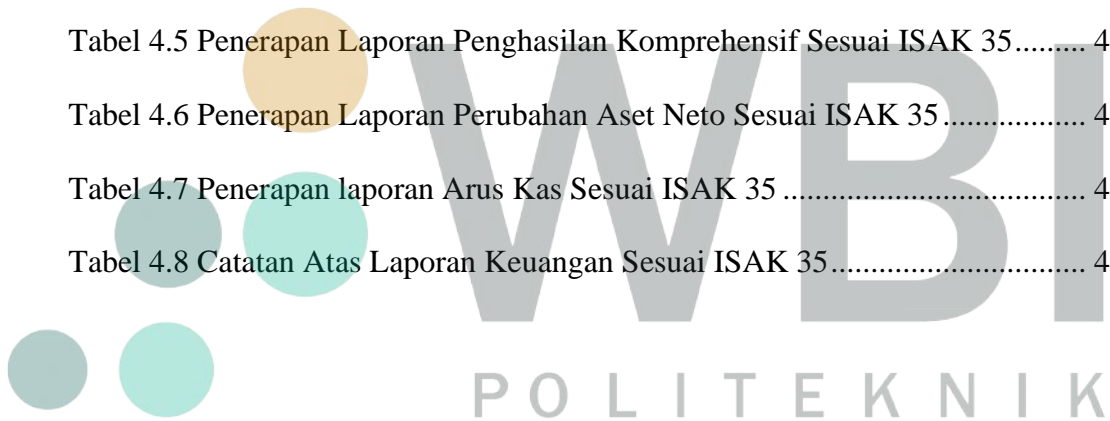 Tabel 4.5 Penerapan Laporan Penghasilan Komprehensif Sesuai ISAK 35......... 4
Tabel 4.6 Penerapan Laporan Perubahan Aset Neto Sesuai ISAK 35.................. 4
Tabel 4.7 Penerapan laporan Arus Kas Sesuai ISAK 35 ...................................... 4
Tabel 4.8 Catatan Atas Laporan Keuangan Sesuai ISAK 35................................ 4
WBI
POLITEKNIK